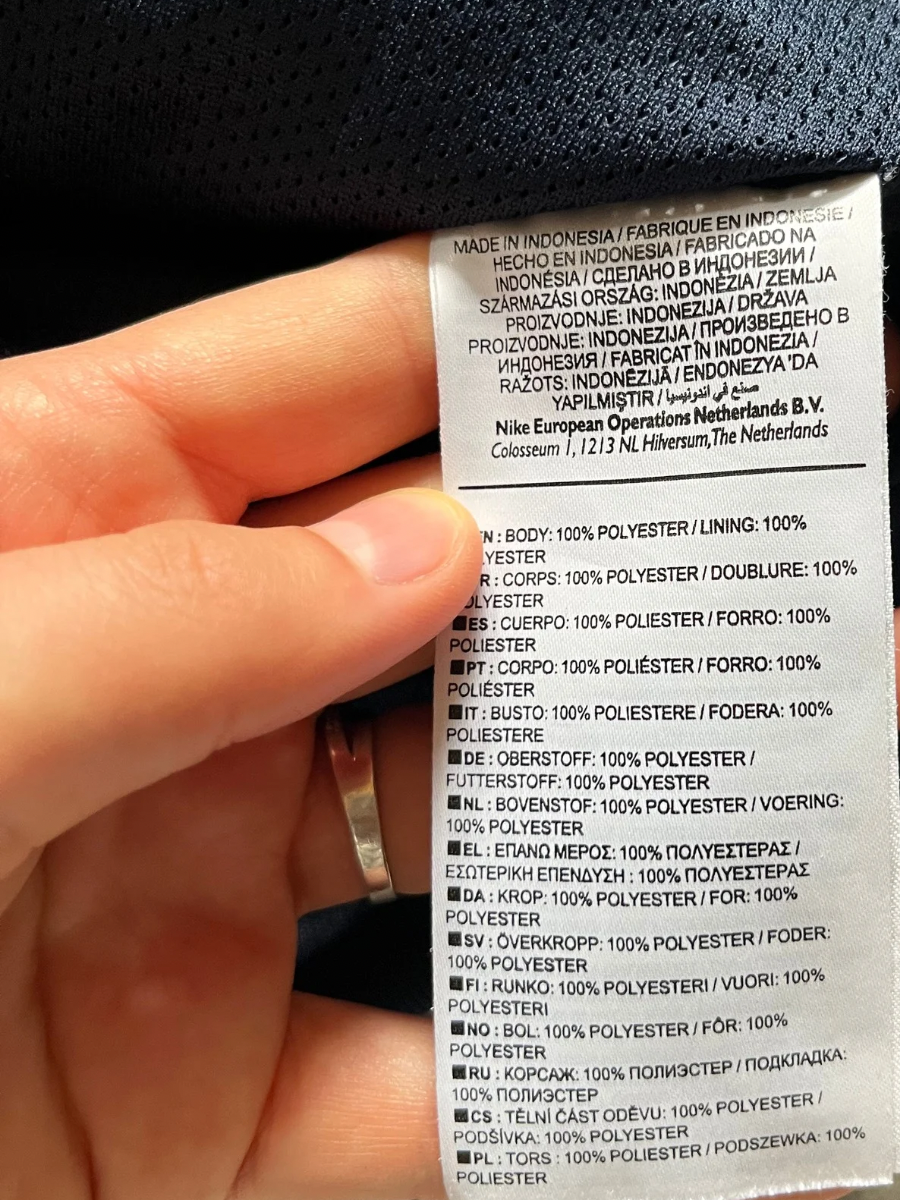 MADE IN INDONESIA / FABRIQUE EN INDONESIE /
HECHO EN INDONESIA / FABRICADO NA
INDONÉSIA / СДЕЛАНО В ИНДОНЕЗИИ /
SZÁRMAZÁSI ORSZÁG: INDONÉZIA / ZEMLJA
PROIZVODNJE: INDONEZIJA / DRŽAVA
PROIZVODNJE: INDONEZIJA / ПРОИЗВЕДЕНО В
ИНДОНЕЗИЯ / FABRICAT ÎN INDONEZIA /
RAŽOTS: INDONĒZIJĀ / ENDONEZYA 'DA
YAPILMIŞTIR / صنع في اندونيسيا
Nike European Operations Netherlands B.V.
Colosseum 1, 1213 NL Hilversum, The Netherlands
N : BODY: 100% POLYESTER / LINING: 100%
LYESTER
R : CORPS: 100% POLYESTER / DOUBLURE: 100%
OLYESTER
ES : CUERPO: 100% POLIESTER / FORRO: 100%
POLIESTER
PT : CORPO: 100% POLIÉSTER / FORRO: 100%
POLIÉSTER
IT : BUSTO: 100% POLIESTERE / FODERA: 100%
POLIESTERE
DE : OBERSTOFF: 100% POLYESTER /
FUTTERSTOFF: 100% POLYESTER
NL : BOVENSTOF: 100% POLYESTER / VOERING:
100% POLYESTER
EL : ΕΠΑΝΩ ΜΕΡΟΣ: 100% ΠΟΛΥΕΣΤΕΡΑΣ /
ΕΣΩΤΕΡΙΚΗ ΕΠΕΝΔΥΣΗ : 100% ΠΟΛΥΕΣΤΕΡΑΣ
DA : KROP: 100% POLYESTER / FOR: 100%
POLYESTER
SV : ÖVERKROPP: 100% POLYESTER / FODER:
100% POLYESTER
FI : RUNKO: 100% POLYESTERI / VUORI: 100%
POLYESTERI
NO : BOL: 100% POLYESTER / FÔR: 100%
POLYESTER
RU : КОРСАЖ: 100% ПОЛИЭСТЕР / ПОДКЛАДКА:
100% ПОЛИЭСТЕР
CS : TĚLNÍ ČÁST ODĚVU: 100% POLYESTER /
PODŠÍVKA: 100% POLYESTER
PL : TORS : 100% POLIESTER / PODSZEWKA: 100%
POLIESTER